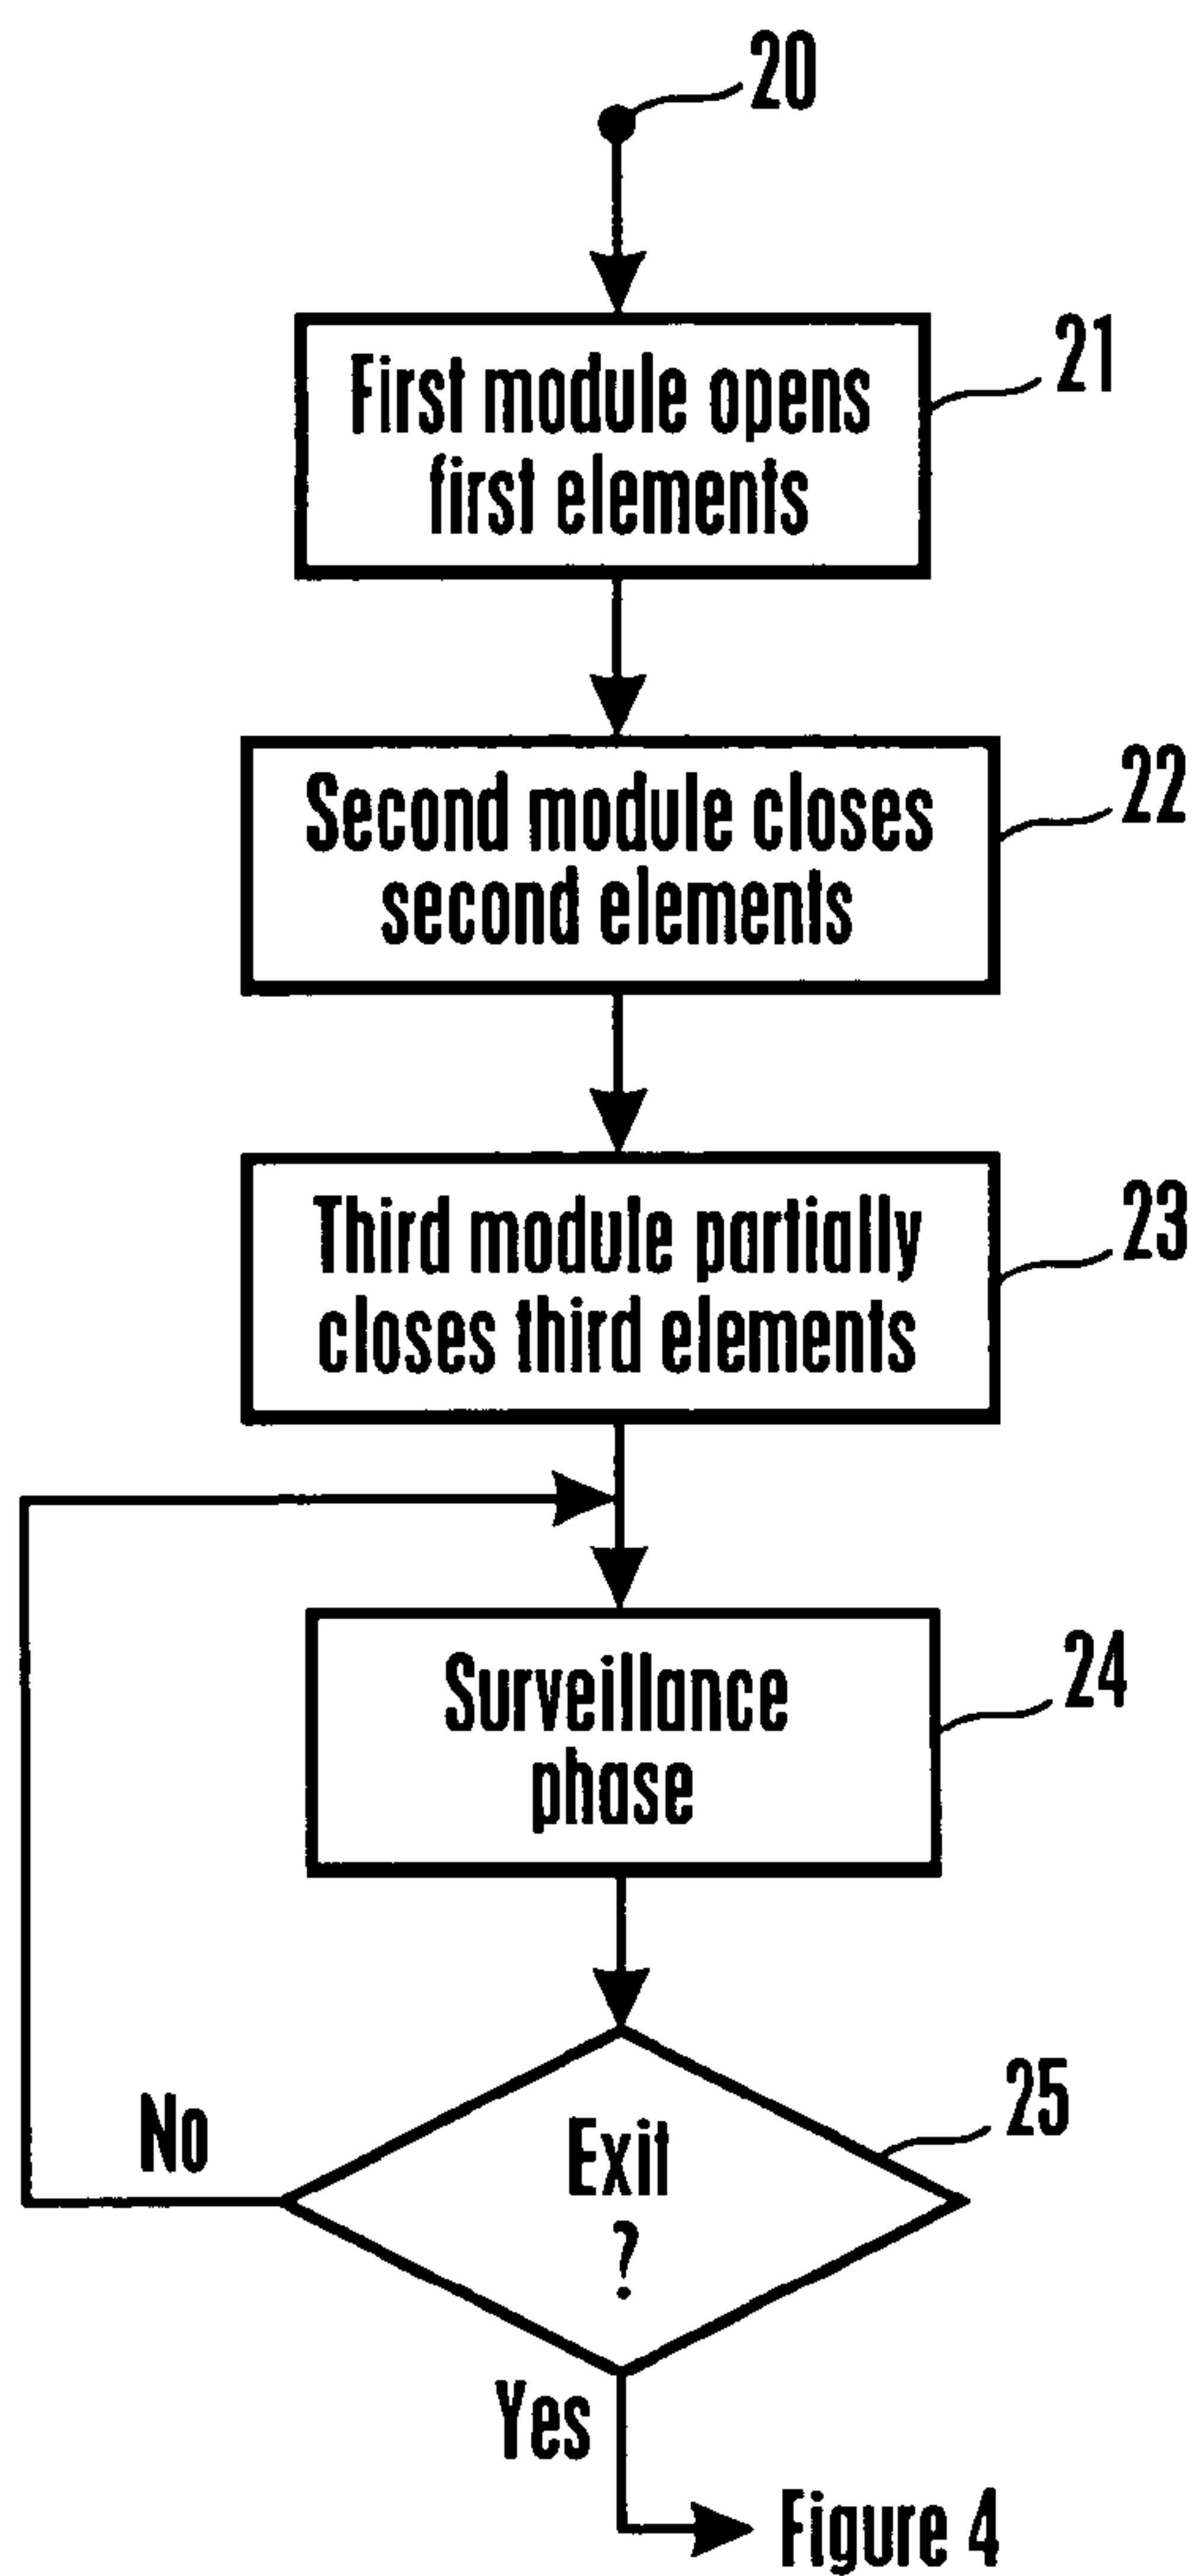 20
First module opens
first elements
21
Second module closes
second elements
22
Third module partially
closes third elements
23
Surveillance
phase
24
Exit
?
25
No
Yes
Figure 4